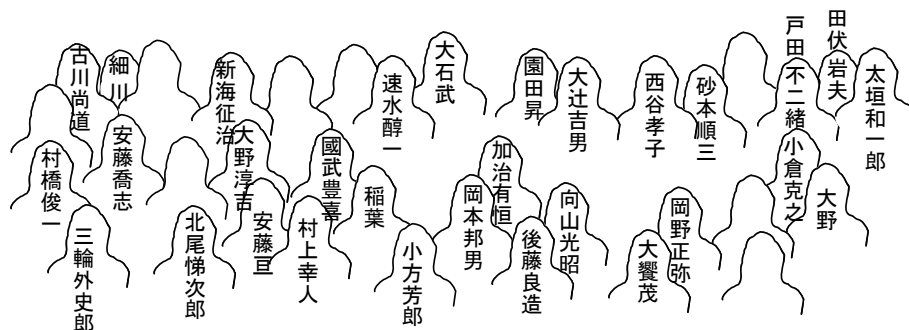 古川尚道
細川
新海征治
速水醇一
大石武
園田昇
大辻吉男
西谷孝子
砂本順三
戸田不二緒
田伏岩夫
太垣和一郎
村橋俊一
安藤喬志
大野淳吉
國武豊喜
稲葉
加治有恒
岡本邦男
向山光昭
岡野正弥
小倉克之
大野
三輪外史郎
北尾悌次郎
安藤亘
村上幸人
小方芳郎
後藤良造
大饗茂